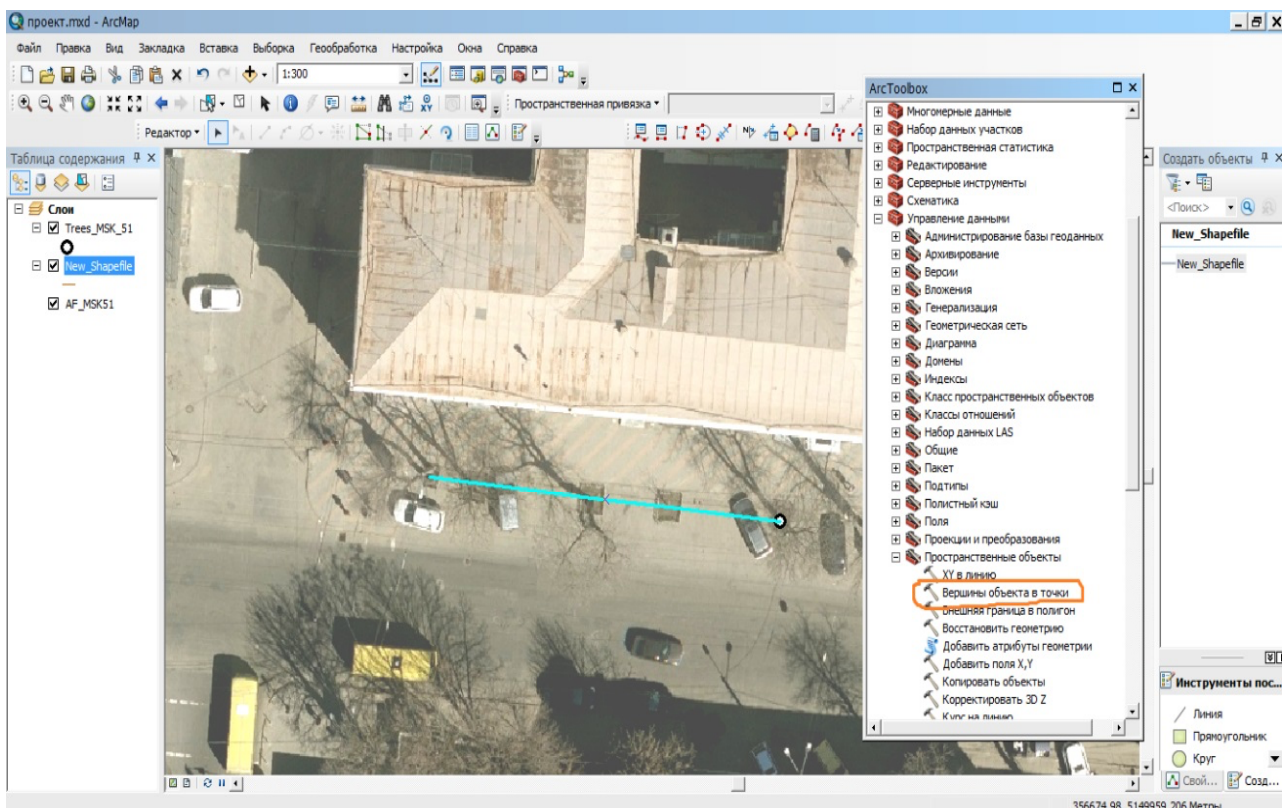 проект.mxd - ArcMap
Файл Правка Вид Закладка Вставка Выборка Геообработка Настройка Окна Справка
1:300
Пространственная привязка
Редактор
Таблица содержания
Слои
Trees_MSK_51
New_Shapefile
AF_MSK51
ArcToolbox
Многомерные данные
Набор данных участков
Пространственная статистика
Редактирование
Серверные инструменты
Схематика
Управление данными
Администрирование базы геоданных
Архивирование
Версии
Вложения
Генерализация
Геометрическая сеть
Диаграмма
Домены
Индексы
Класс пространственных объектов
Классы отношений
Набор данных LAS
Общие
Пакет
Подтипы
Полистный кэш
Поля
Проекции и преобразования
Пространственные объекты
XY в линию
Вершины объекта в точки
Внешняя граница в полигон
Восстановить геометрию
Добавить атрибуты геометрии
Добавить поля X,Y
Копировать объекты
Корректировать 3D Z
Курс на линию
Создать объекты
<Поиск>
New_Shapefile
New_Shapefile
Инструменты пос...
Линия
Прямоугольник
Круг
Свой... Созд...
356674,98 5149959,206 Метры